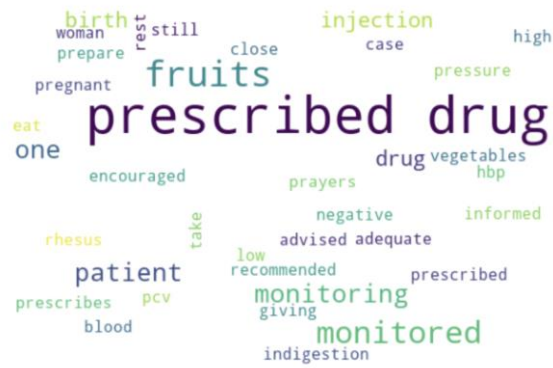 birth
rest
still
injection
woman
high
prepare
close
case
fruits
pressure
pregnant
prescribed drug
eat
one
drug
vegetables
hbp
encouraged
prayers
take
negative
informed
rhesus
advised
adequate
low
patient
recommended
prescribed
prescribes
pcv
monitoring
giving
blood
monitored
indigestion